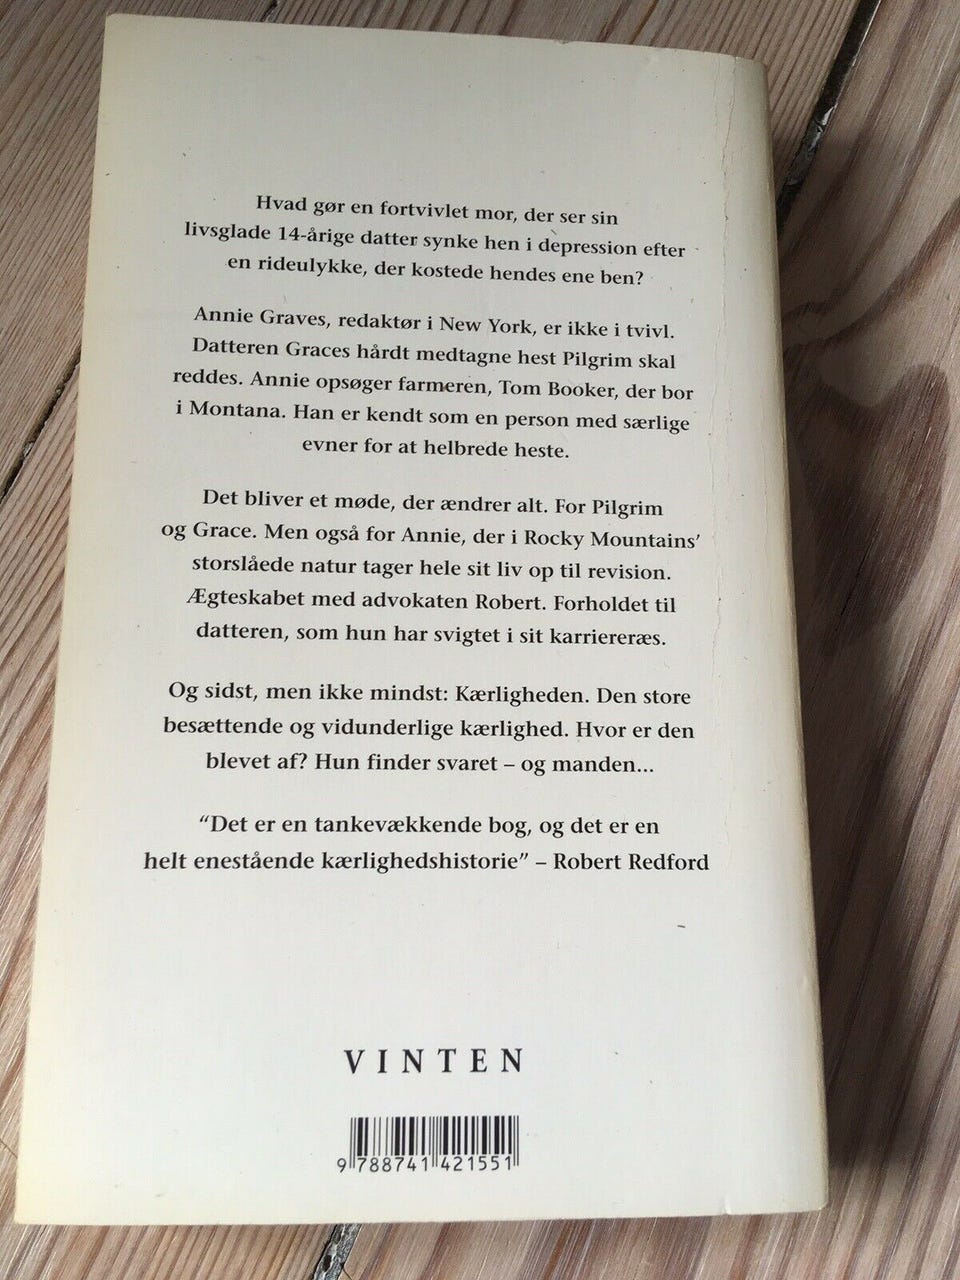 Hvad gør en fortvivlet mor, der ser sin
livsglade 14-årige datter synke hen i depression efter
en rideulykke, der kostede hendes ene ben?
Annie Graves, redaktør i New York, er ikke i tvivl.
Datteren Graces hårdt medtagne hest Pilgrim skal
reddes. Annie opsøger farmeren, Tom Booker, der bor
i Montana. Han er kendt som en person med særlige
evner for at helbrede heste.
Det bliver et møde, der ændrer alt. For Pilgrim
og Grace. Men også for Annie, der i Rocky Mountains’
storslåede natur tager hele sit liv op til revision.
Ægteskabet med advokaten Robert. Forholdet til
datteren, som hun har svigtet i sit karriereræs.
Og sidst, men ikke mindst: Kærligheden. Den store
besættende og vidunderlige kærlighed. Hvor er den
blevet af? Hun finder svaret – og manden...
“Det er en tankevækkende bog, og det er en
helt enestående kærlighedshistorie” – Robert Redford
VINTEN
9 788741 421551